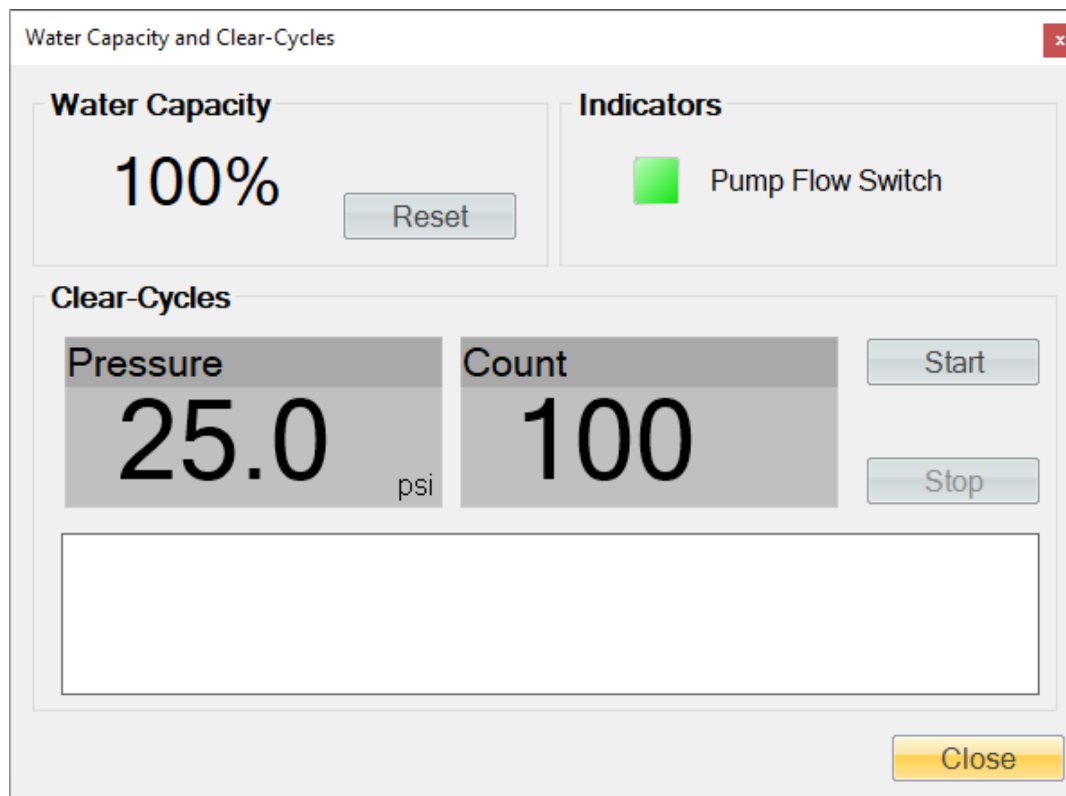 Water Capacity and Clear-Cycles
x
Water Capacity
100%
Reset
Indicators
Pump Flow Switch
Clear-Cycles
Pressure
25.0
psi
Count
100
Start
Stop
Close